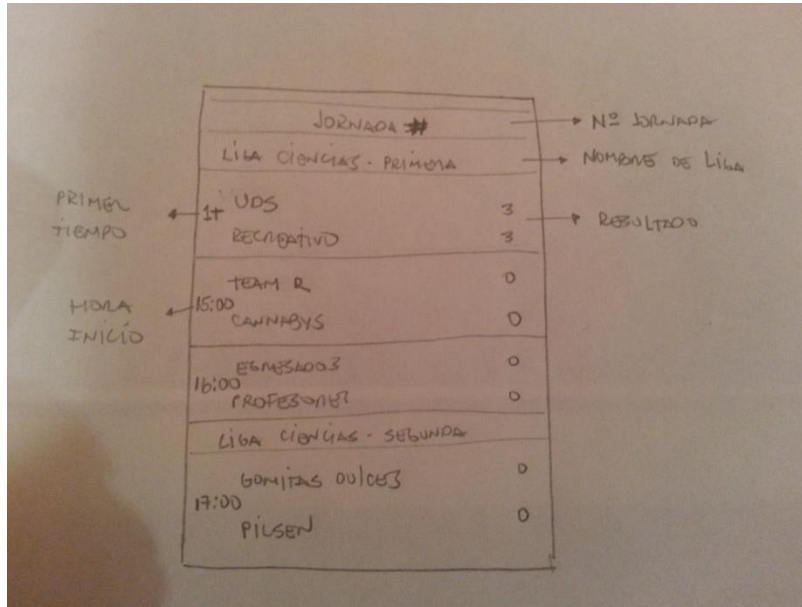 JORNADA #
Nº JORNADA
LIGA CIENCIAS - PRIMERA
NOMBRE DE LIGA
PRIMER
TIEMPO
1t
UDS 3
RECREATIVO 3
RESULTADO
HORA
INICIO
TEAM R 0
15:00
CANNABYS 0
EGRESADOS 0
16:00
PROFESORES 0
LIGA CIENCIAS - SEGUNDA
GOMITAS DULCES 0
17:00
PILSEN 0